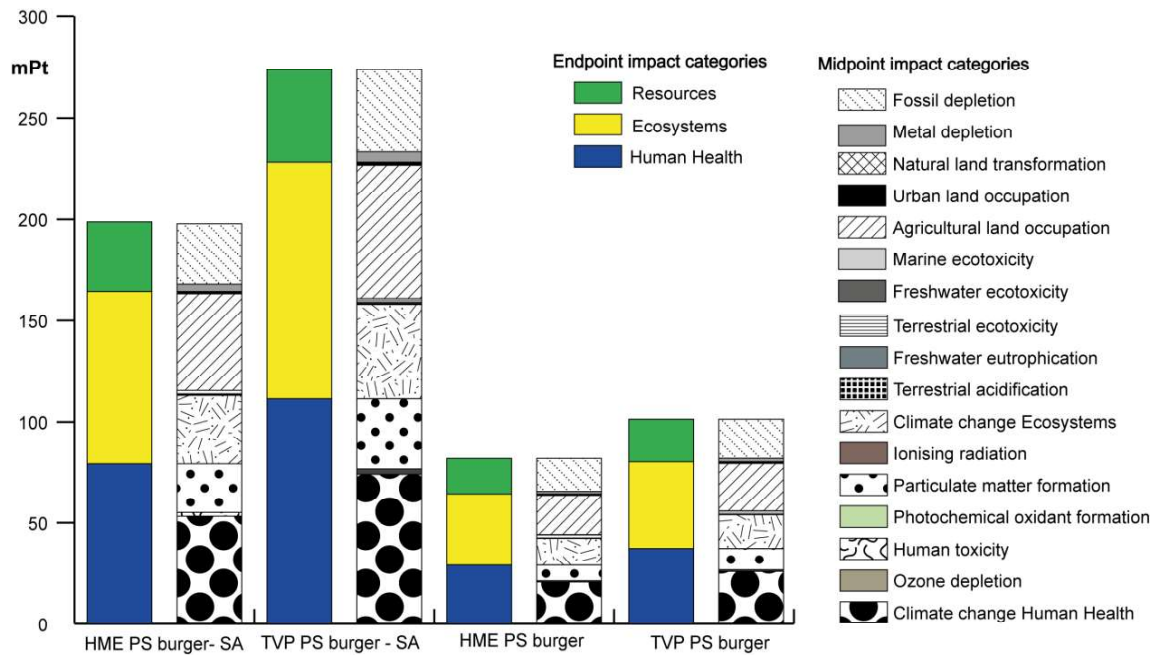 300
mPt
250
200
150
100
50
0
HME PS burger- SA
TVP PS burger - SA
HME PS burger
TVP PS burger
Endpoint impact categories
Resources
Ecosystems
Human Health
Midpoint impact categories
Fossil depletion
Metal depletion
Natural land transformation
Urban land occupation
Agricultural land occupation
Marine ecotoxicity
Freshwater ecotoxicity
Terrestrial ecotoxicity
Freshwater eutrophication
Terrestrial acidification
Climate change Ecosystems
Ionising radiation
Particulate matter formation
Photochemical oxidant formation
Human toxicity
Ozone depletion
Climate change Human Health